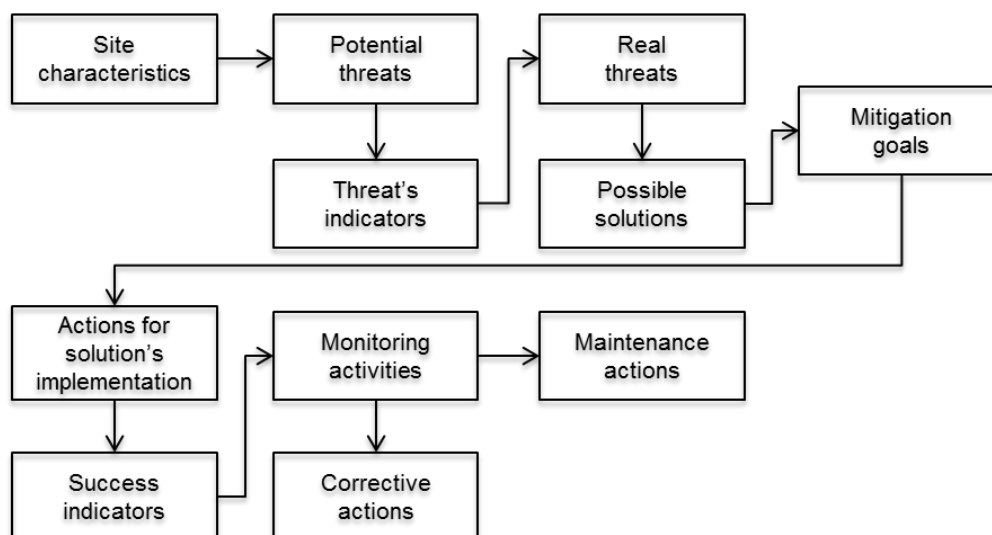 Site
characteristics
Potential
threats
Real
threats
Mitigation
goals
Threat's
indicators
Possible
solutions
Actions for
solution's
implementation
Monitoring
activities
Maintenance
actions
Success
indicators
Corrective
actions